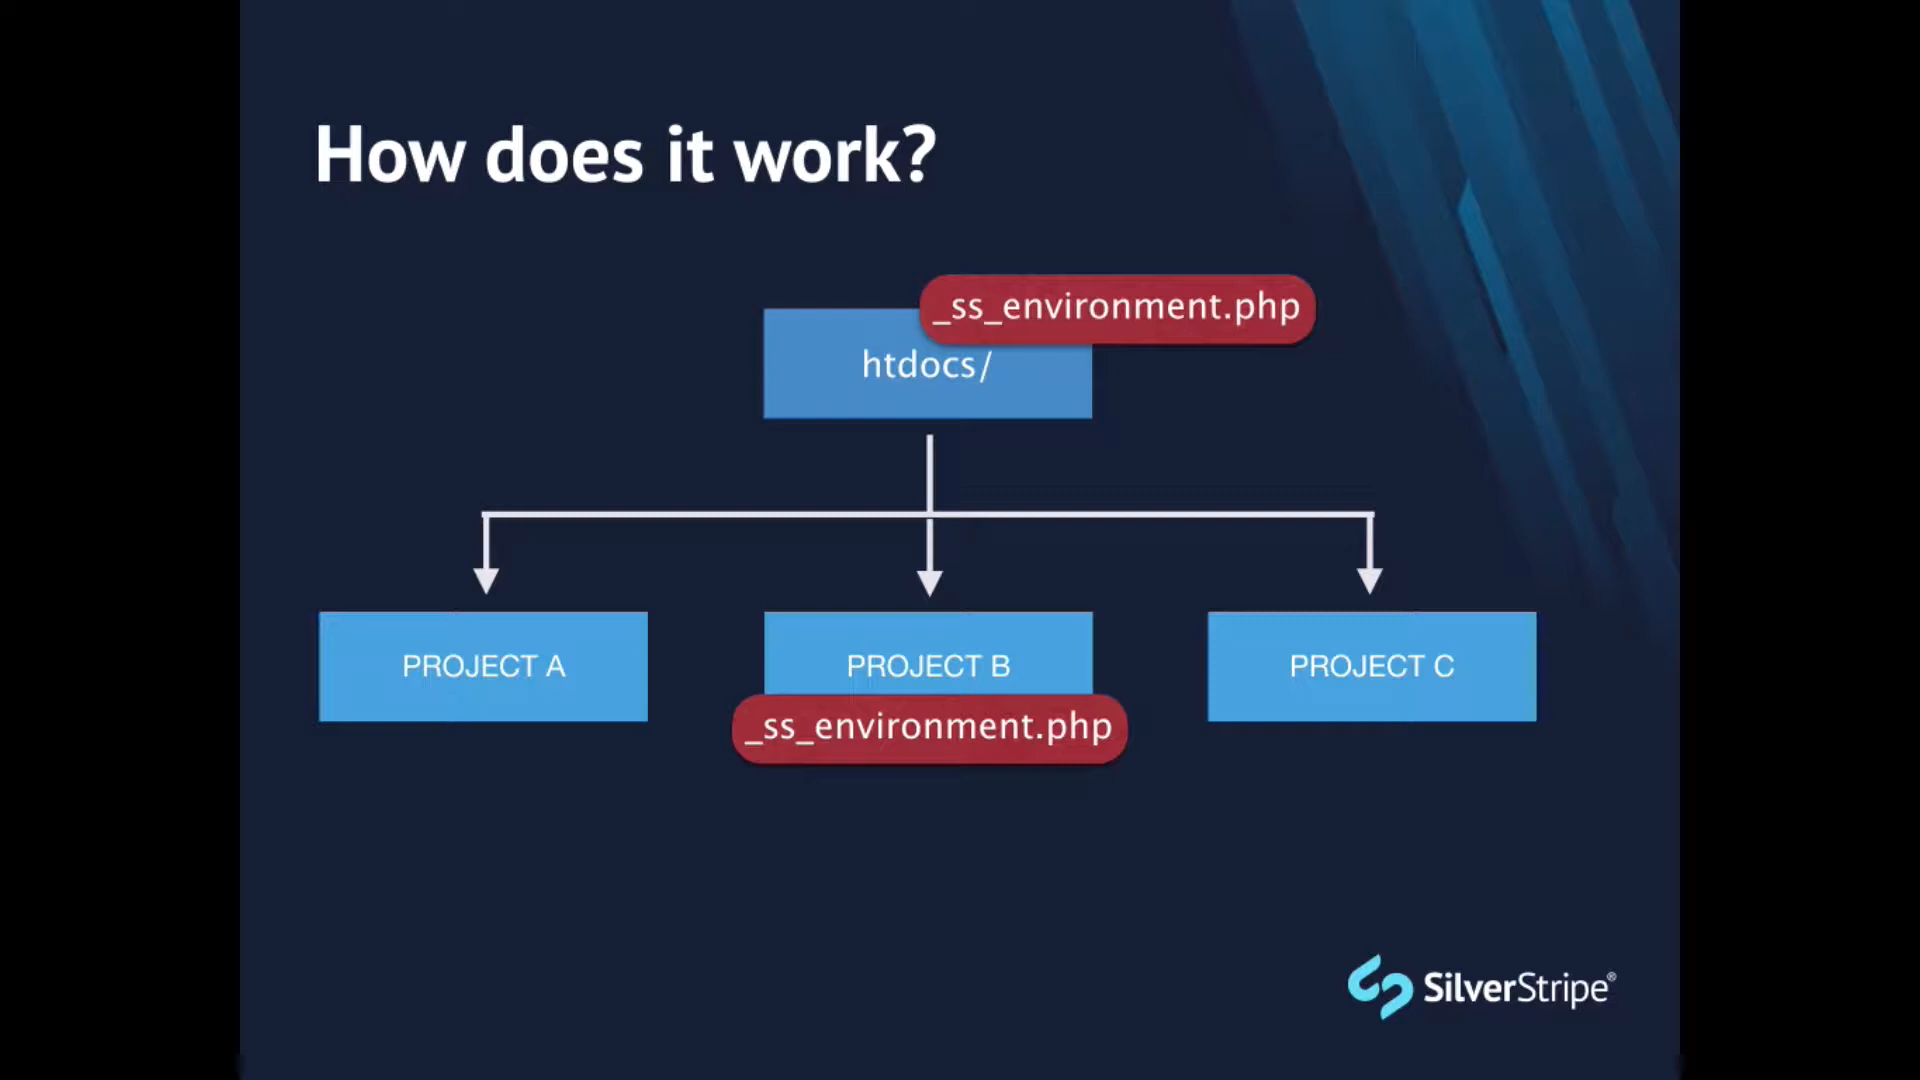 How does it work?
_ss_environment.php
htdocs/
PROJECT A
PROJECT B
PROJECT C
_ss_environment.php
SilverStripe®